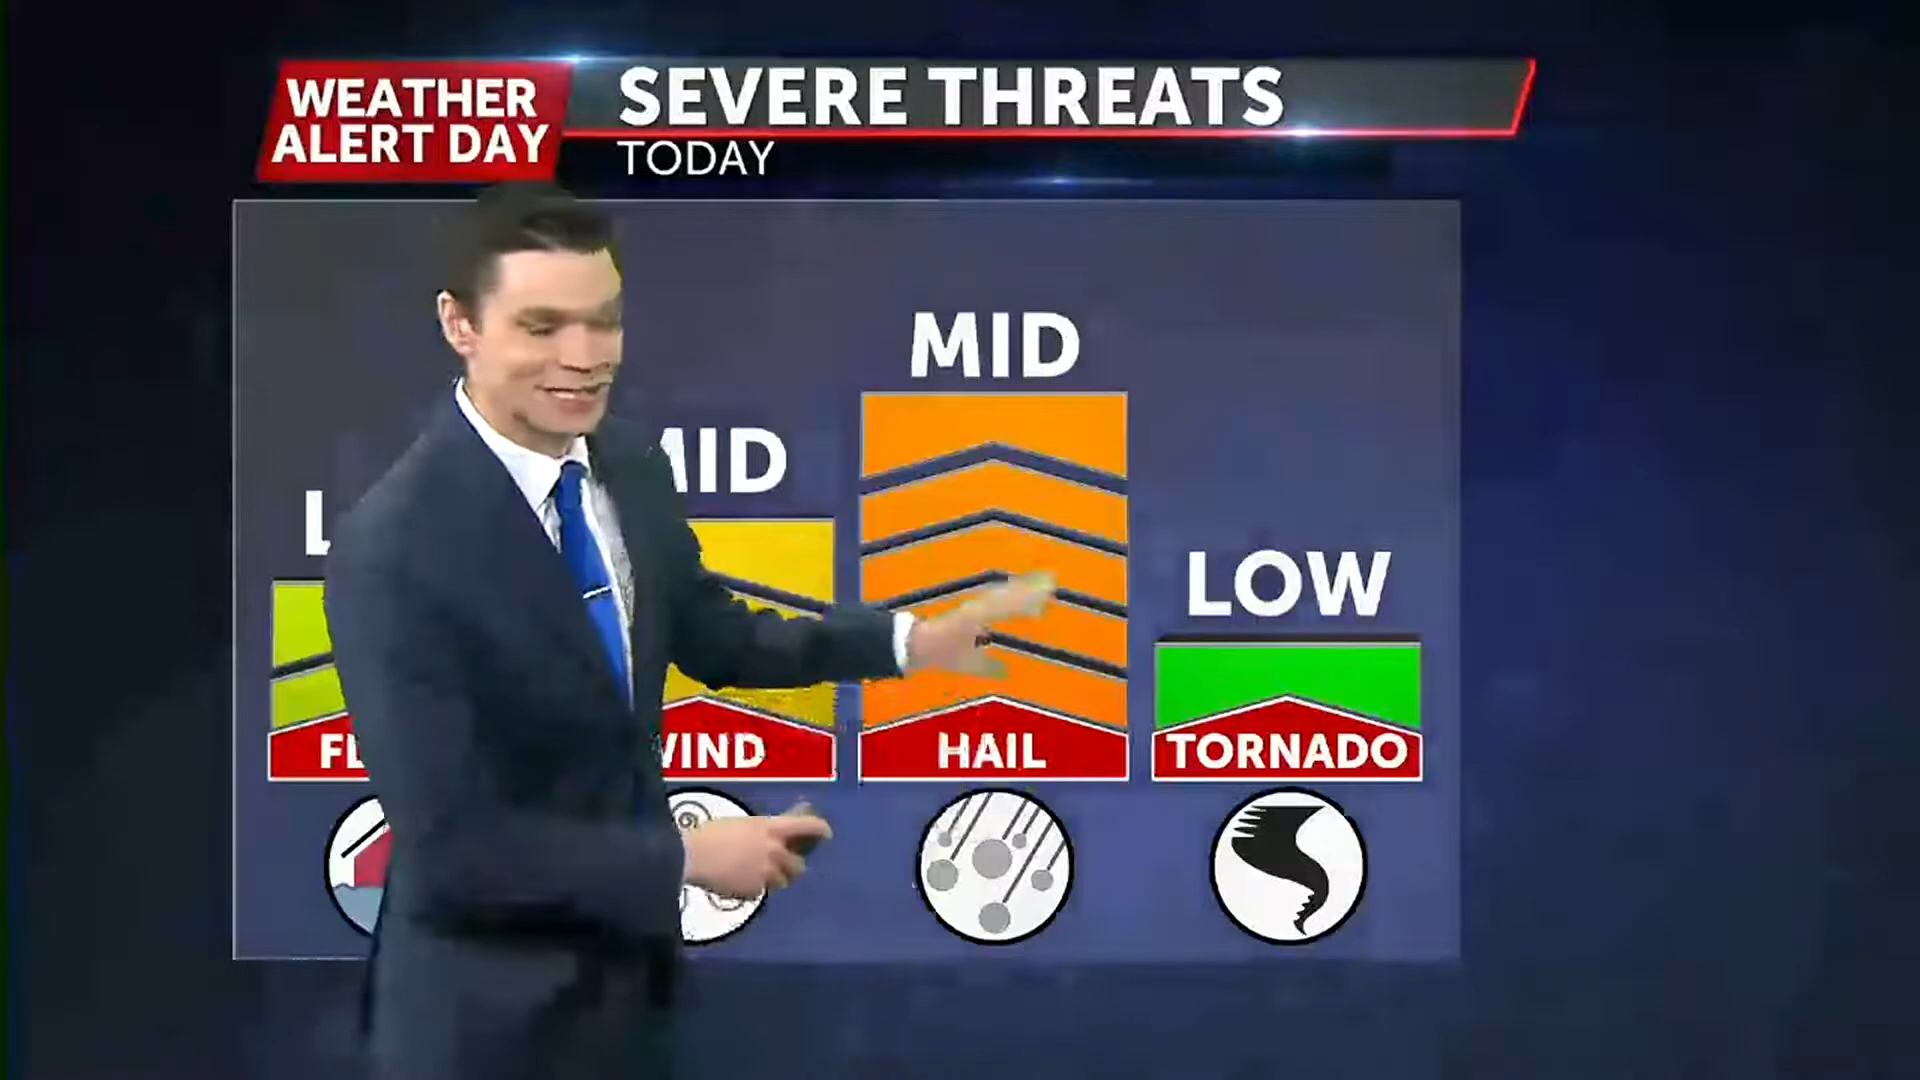 WEATHER
ALERT DAY
SEVERE THREATS
TODAY
MID
MID
LOW
HAIL
TORNADO